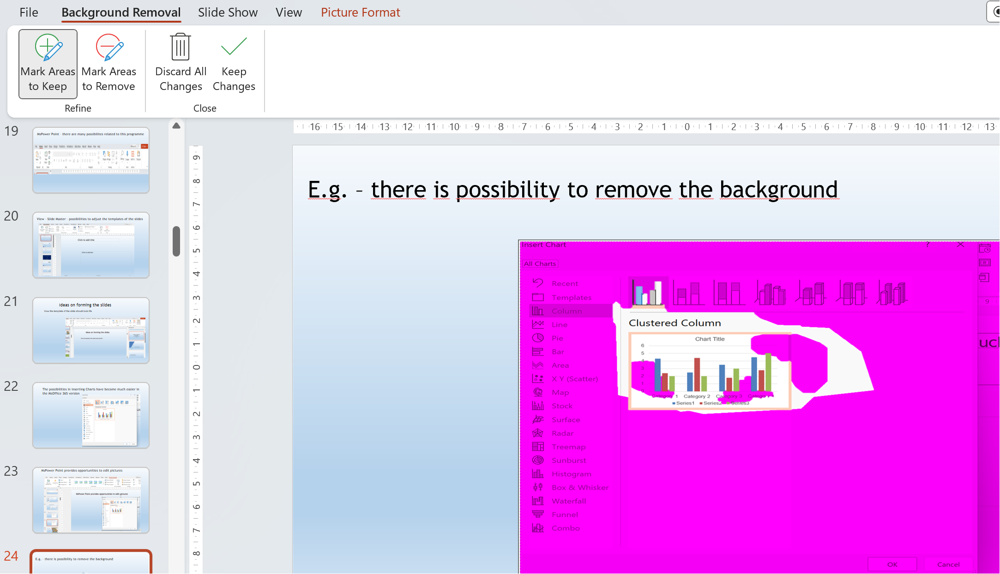 File Background Removal Slide Show View Picture Format
Mark Areas to Keep
Mark Areas to Remove
Discard All Changes
Keep Changes
Refine
Close
16 15 14 13 12 11 10 9 8 7 6 5 4 3 2 1 0 1 2 3 4 5 6 7 8 9 10 11 12 13
9 8 7 6 5 4 3 2 1 0 1 2 3 4 5 6 7 8
19
MsPower Point - there are many possibilites related to this programme
20
View - Slide Master - possibilities to adjust the templates of the slides
Click to add title
Click to add text
21
Ideas on forming the slides
How the template of the slide should look life
Ideas on forming the slides
22
The possibilities in inserting Charts have become much easier in
the MsOffice 365 version
23
MsPower Point provides opportunities to edit pictures
MsPower Point provides opportunities to edit pictures
24
E.g. - there is possibility to remove the background
E.g. - there is possibility to remove the background
Insert Chart ?
All Charts
Recent
Templates
Column
Line
Pie
Bar
Area
X Y (Scatter)
Map
Stock
Surface
Radar
Treemap
Sunburst
Histogram
Box & Whisker
Waterfall
Funnel
Combo
Clustered Column
Chart Title
6
5
4
3
2
1
0
Category 1 Category 2 Category 3 Category 4
Series1 Series2 Series3
9
uch
OK Cancel